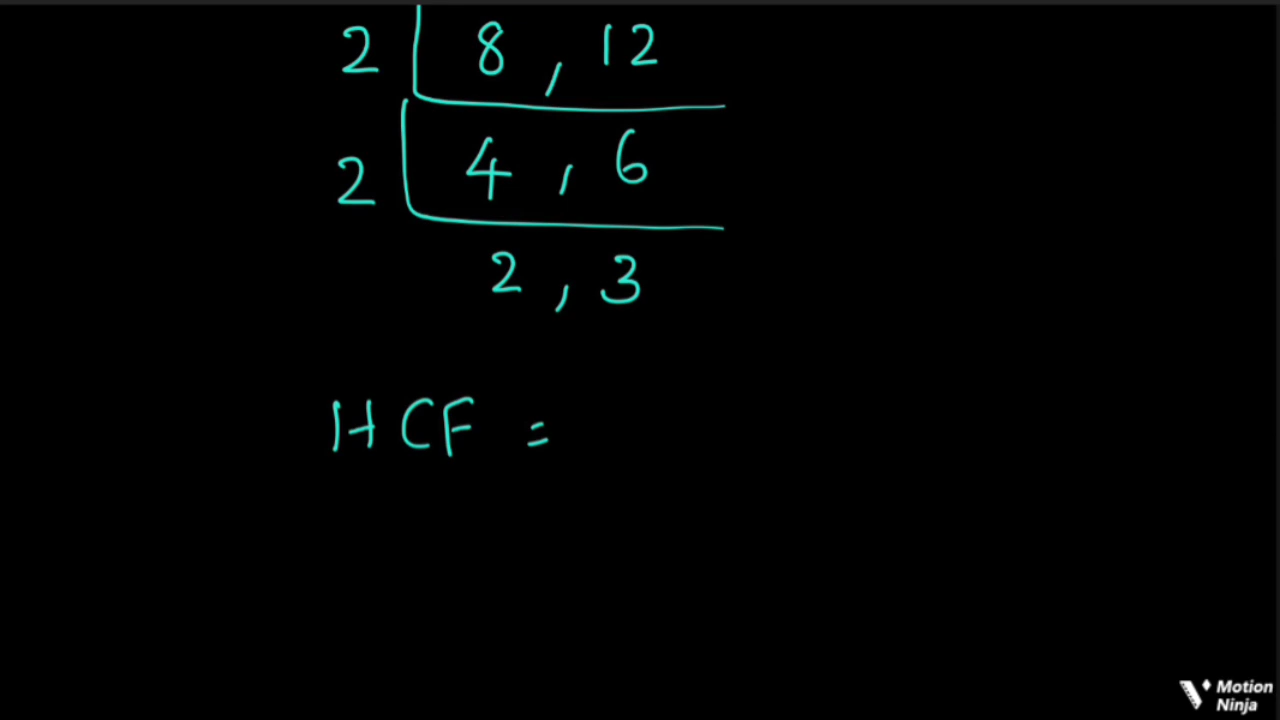 2 8 , 12
2 4 , 6
2 , 3
HCF =
Motion
Ninja